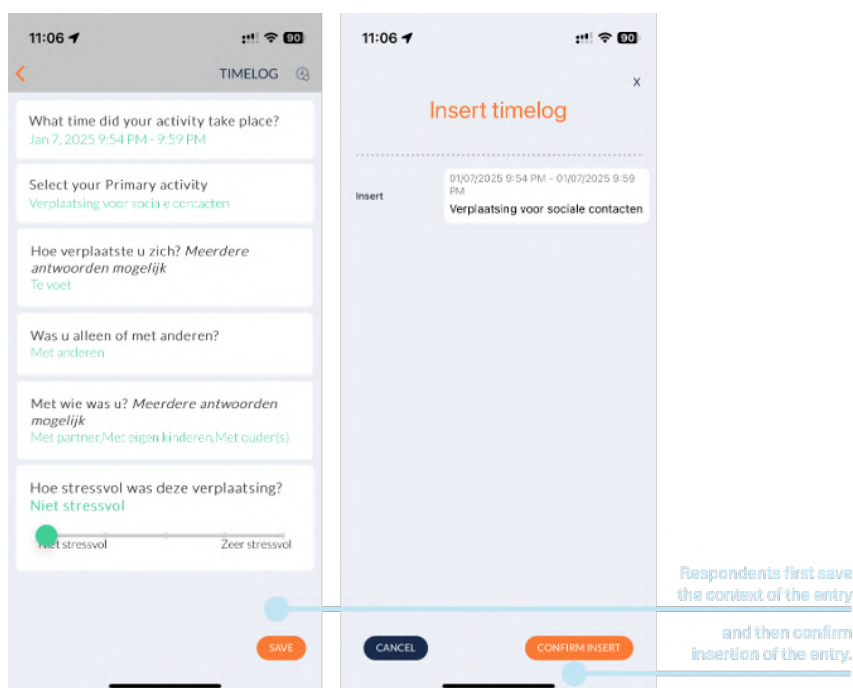 11:06
90
TIMELOG
What time did your activity take place?
Jan 7, 2025 9:54 PM - 9:59 PM
Select your Primary activity
Verplaatsing voor socia e contacten
Hoe verplaatste u zich? Meerdere
antwoorden mogelijk
Te voet
Was u alleen of met anderen?
Met anderen
Met wie was u? Meerdere antwoorden
mogelijk
Met partner,Met eigen kinderen,Met ouder(s)
Hoe stressvol was deze verplaatsing?
Niet stressvol
Niet stressvol
Zeer stressvol
SAVE
11:06
90
X
Insert timelog
Insert
01/07/2025 9:54 PM - 01/07/2025 9:59
PM
Verplaatsing voor sociale contacten
CANCEL
CONFIRM INSERT
Respondents first save
the context of the entry
and then confirm
insertion of the entry.